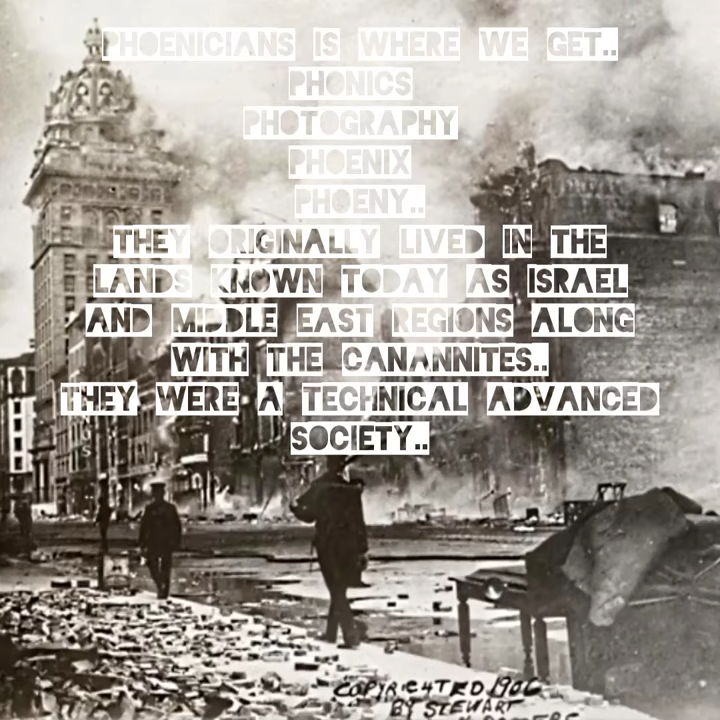 PHOENICIANS IS WHERE WE GET..
PHONICS
PHOTOGRAPHY
PHOENIX
PHOENY..
THEY ORIGINALLY LIVED IN THE
LANDS KNOWN TODAY AS ISRAEL
AND MIDDLE EAST REGIONS ALONG
WITH THE CANANNITES..
THEY WERE A TECHNICAL ADVANCED
SOCIETY..
COPYRIGHTED 1906
BY STEWART